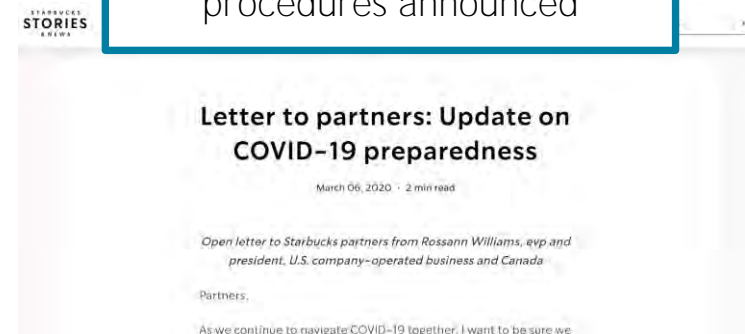 procedures announced
STARBUCKS
STORIES
& NEWS
Letter to partners: Update on
COVID-19 preparedness
March 06, 2020 · 2 min read
Open letter to Starbucks partners from Rossann Williams, evp and
president, U.S. company-operated business and Canada
Partners,
As we continue to navigate COVID-19 together, I want to be sure we